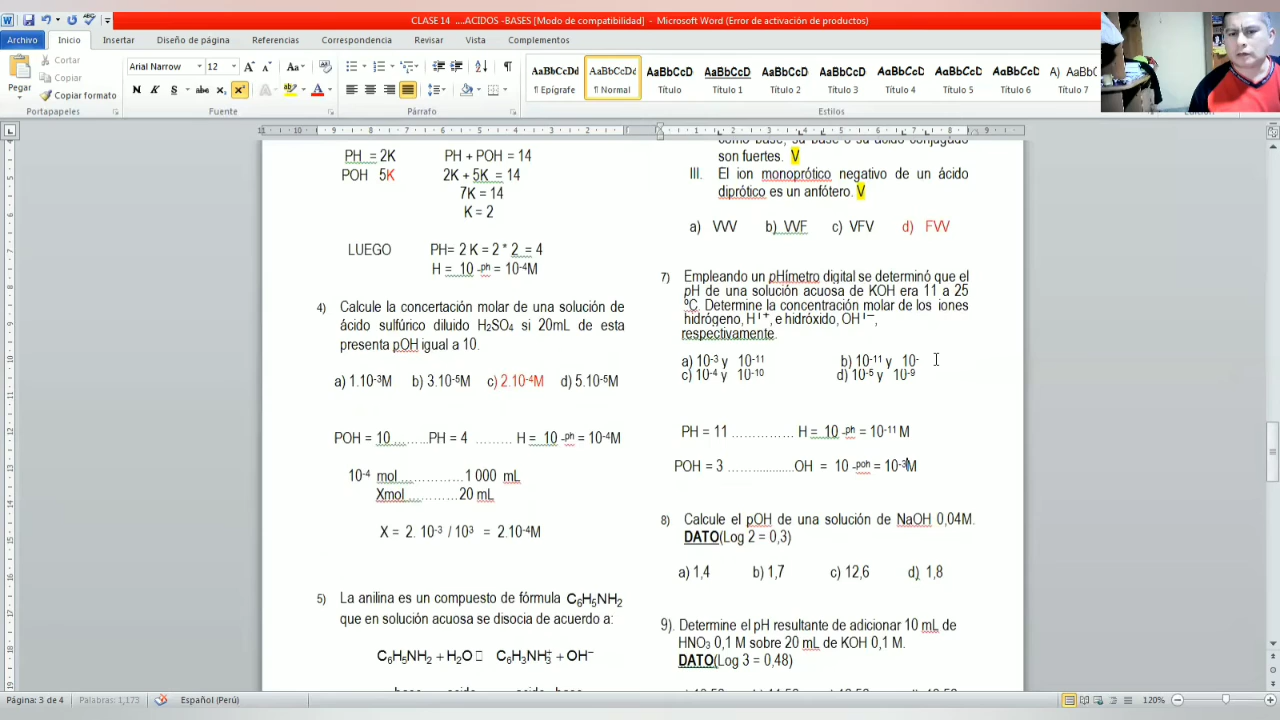 CLASE 14 ....ACIDOS -BASES [Modo de compatibilidad] - Microsoft Word (Error de activación de productos)
Archivo Inicio Insertar Diseño de página Referencias Correspondencia Revisar Vista Complementos
Cortar
Copiar
Copiar formato
Pegar
Portapapeles
Arial Narrow 12
Fuente
Párrafo
AaBbCcDd AaBbCcDd AaBbCcD AaBbCcD AaBbCcD AaBbCcD AaBbCcD AaBbCcD AaBbCcD
¶ Epígrafe ¶ Normal Título Título 1 Título 2 Título 3 Título 4 Título 5 Título 6 Título 7
Estilos
PH = 2K PH + POH = 14
POH 5K 2K + 5K = 14
7K = 14
K = 2
LUEGO PH= 2 K = 2 * 2 = 4
H = 10 -ph = 10-4M
4) Calcule la concertación molar de una solución de
ácido sulfúrico diluido H2SO4 si 20mL de esta
presenta pOH igual a 10.
a) 1.10-3M b) 3.10-5M c) 2.10-4M d) 5.10-5M
POH = 10 ………PH = 4 ……… H = 10 -ph = 10-4M
10-4 mol ……………1 000 mL
Xmol …………20 mL
X = 2. 10-3 / 103 = 2.10-4M
5) La anilina es un compuesto de fórmula C6H5NH2
que en solución acuosa se disocia de acuerdo a:
C6H5NH2 + H2O C6H3NH3+ + OH−
como base, su base o su ácido conjugado
son fuertes. V
III. El ion monoprótico negativo de un ácido
diprótico es un anfótero. V
a) VVV b) VVF c) VFV d) FVV
7) Empleando un pHímetro digital se determinó que el
pH de una solución acuosa de KOH era 11 a 25
°C. Determine la concentración molar de los iones
hidrógeno, H1+, e hidróxido, OH1−,
respectivamente.
a) 10-3 y 10-11 b) 10-11 y 10-
c) 10-4 y 10-10 d) 10-5 y 10-9
PH = 11 …………… H = 10 -ph = 10-11 M
POH = 3 ……............OH = 10 -poh = 10-3M
8) Calcule el pOH de una solución de NaOH 0,04M.
DATO(Log 2 = 0,3)
a) 1,4 b) 1,7 c) 12,6 d) 1,8
9). Determine el pH resultante de adicionar 10 mL de
HNO3 0,1 M sobre 20 mL de KOH 0,1 M.
DATO(Log 3 = 0,48)
Página: 3 de 4 Palabras: 1,173 Español (Perú) 120%